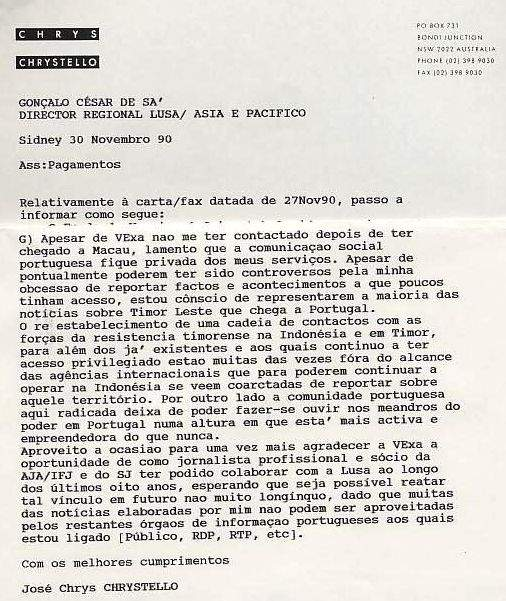 CHRYS
CHRYSTELLO
PO BOX 731
BONDI JUNCTION
NSW 2022 AUSTRALIA
PHONE (02) 398 9030
FAX (02) 398 9030
GONÇALO CÉSAR DE SA'
DIRECTOR REGIONAL LUSA/ ASIA E PACIFICO
Sidney 30 Novembro 90
Ass:Pagamentos
Relativamente à carta/fax datada de 27Nov90, passo a
informar como segue:
G) Apesar de VExa nao me ter contactado depois de ter
chegado a Macau, lamento que a comunicaçao social
portuguesa fique privada dos meus serviços. Apesar de
pontualmente poderem ter sido controversos pela minha
obcessao de reportar factos e acontecimentos a que poucos
tinham acesso, estou cônscio de representarem a maioria das
notícias sobre Timor Leste que chega a Portugal.
O re estabelecimento de uma cadeia de contactos com as
forças da resistencia timorense na Indonésia e em Timor,
para além dos ja' existentes e aos quais continuo a ter
acesso privilegiado estao muitas das vezes fóra do alcance
das agências internacionais que para poderem continuar a
operar na Indonésia se veem coarctadas de reportar sobre
aquele território. Por outro lado a comunidade portuguesa
aqui radicada deixa de poder fazer-se ouvir nos meandros do
poder em Portugal numa altura em que esta' mais activa e
empreendedora do que nunca.
Aproveito a ocasiao para uma vez mais agradecer a VExa a
oportunidade de como jornalista profissional e sócio da
AJA/IFJ e do SJ ter podido colaborar com a Lusa ao longo
dos últimos oito anos, esperando que seja possível reatar
tal vínculo em futuro nao muito longínquo, dado que muitas
das notícias elaboradas por mim nao podem ser aproveitadas
pelos restantes órgaos de informaçao portugueses aos quais
estou ligado [Público, RDP, RTP, etc].
Com os melhores cumprimentos
José Chrys CHRYSTELLO